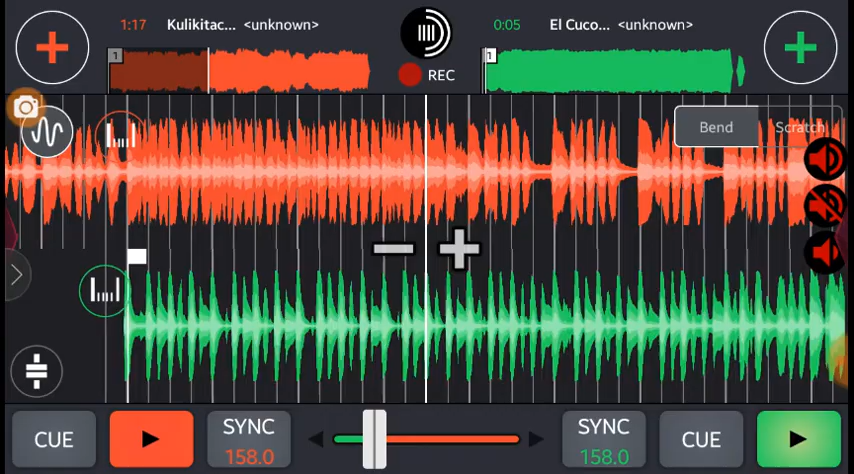 1:17 Kulikitac... <unknown>
0:05 El Cuco... <unknown>
1
1
REC
Bend Scratch
CUE
SYNC
158.0
SYNC
158.0
CUE